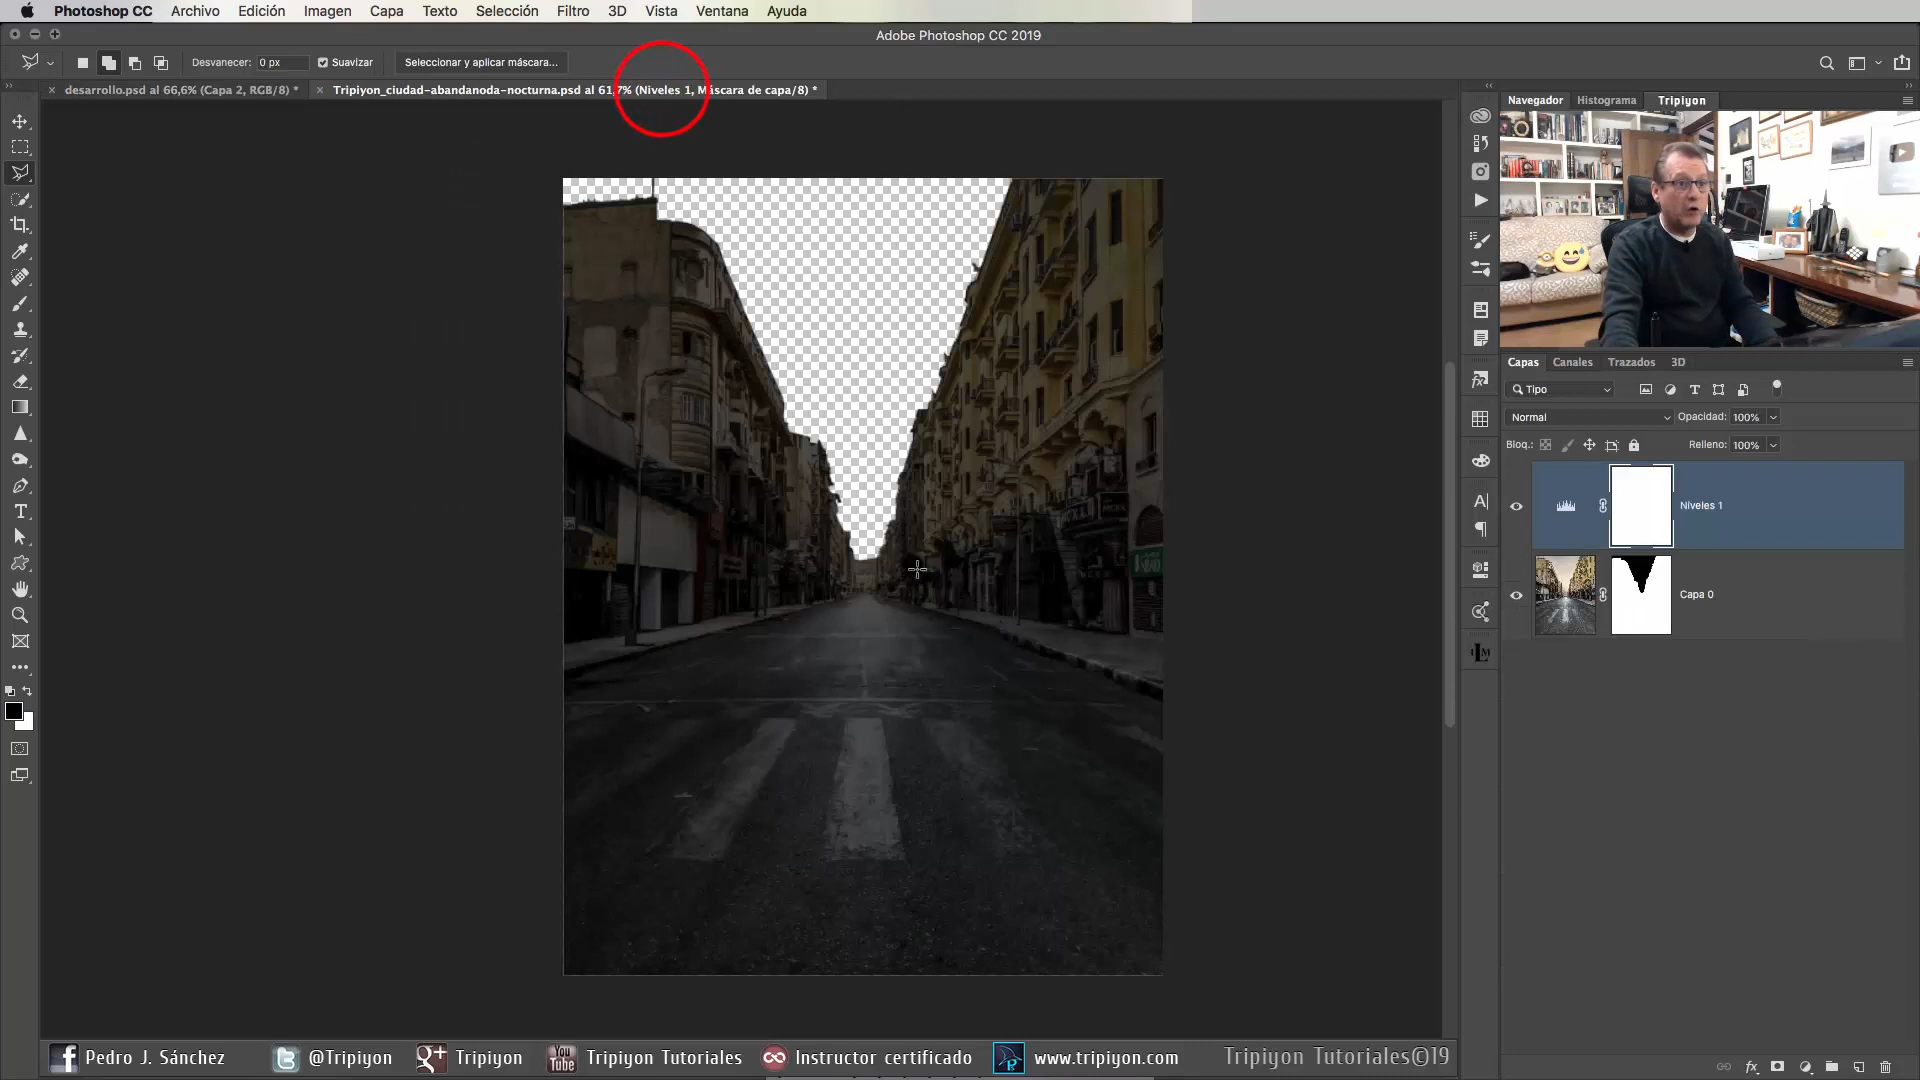 Photoshop CC Archivo Edición Imagen Capa Texto Selección Filtro 3D Vista Ventana Ayuda
Adobe Photoshop CC 2019
Desvanecer: 0 px Suavizar Seleccionar y aplicar máscara...
desarrollo.psd al 66,6% (Capa 2, RGB/8) *
Tripiyon_ciudad-abandanoda-nocturna.psd al 61,7% (Niveles 1, Máscara de capa/8) *
Navegador Histograma Tripiyon
Capas Canales Trazados 3D
Tipo
Normal Opacidad: 100%
Bloq.: Relleno: 100%
Niveles 1
Capa 0
Pedro J. Sánchez @Tripiyon Tripiyon Tripiyon Tutoriales Instructor certificado www.tripiyon.com Tripiyon Tutoriales©19